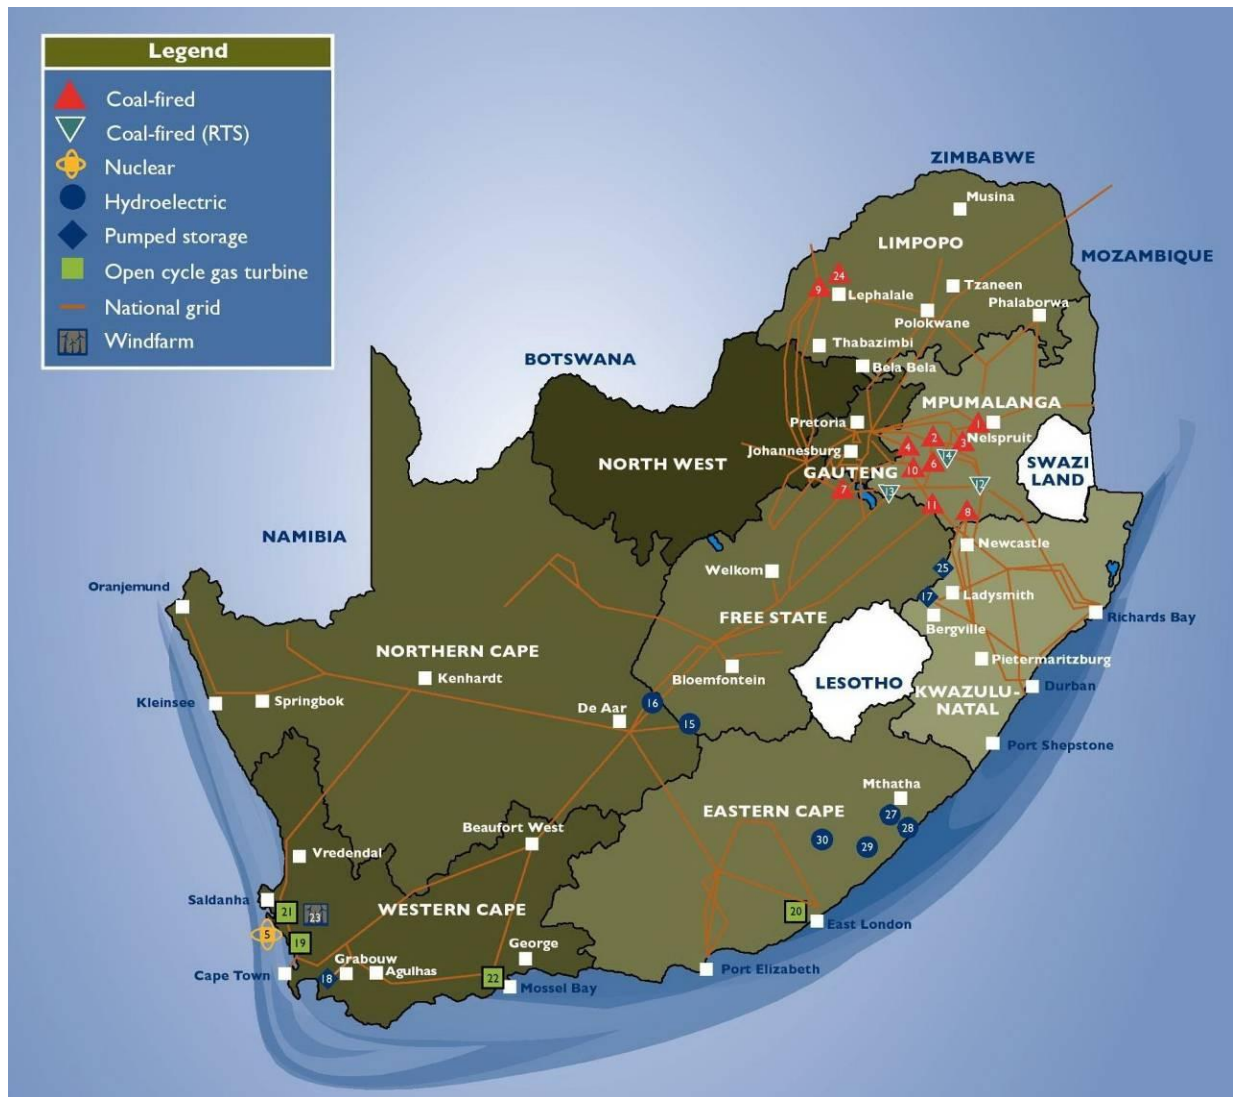 Legend
Coal-fired
Coal-fired (RTS)
Nuclear
Hydroelectric
Pumped storage
Open cycle gas turbine
National grid
Windfarm
ZIMBABWE
Musina
LIMPOPO
MOZAMBIQUE
24
9
Lephalale
Tzaneen
Phalaborwa
Polokwane
Thabazimbi
BOTSWANA
Bela Bela
MPUMALANGA
Pretoria
1
2
3
Nelspruit
4
Johannesburg
14
6
NORTH WEST
GAUTENG
10
SWAZI
LAND
7
13
12
11
8
NAMIBIA
Newcastle
Welkom
25
Oranjemund
17
Ladysmith
FREE STATE
Bergville
Richards Bay
NORTHERN CAPE
Pietermaritzburg
Kenhardt
Bloemfontein
LESOTHO
Durban
KWAZULU-
NATAL
Kleinsee
Springbok
De Aar
16
15
Port Shepstone
Mthatha
EASTERN CAPE
27
28
Beaufort West
30
29
Vredendal
Saldanha
21
23
WESTERN CAPE
20
East London
5
19
George
Grabouw
Cape Town
18
Agulhas
22
Mossel Bay
Port Elizabeth